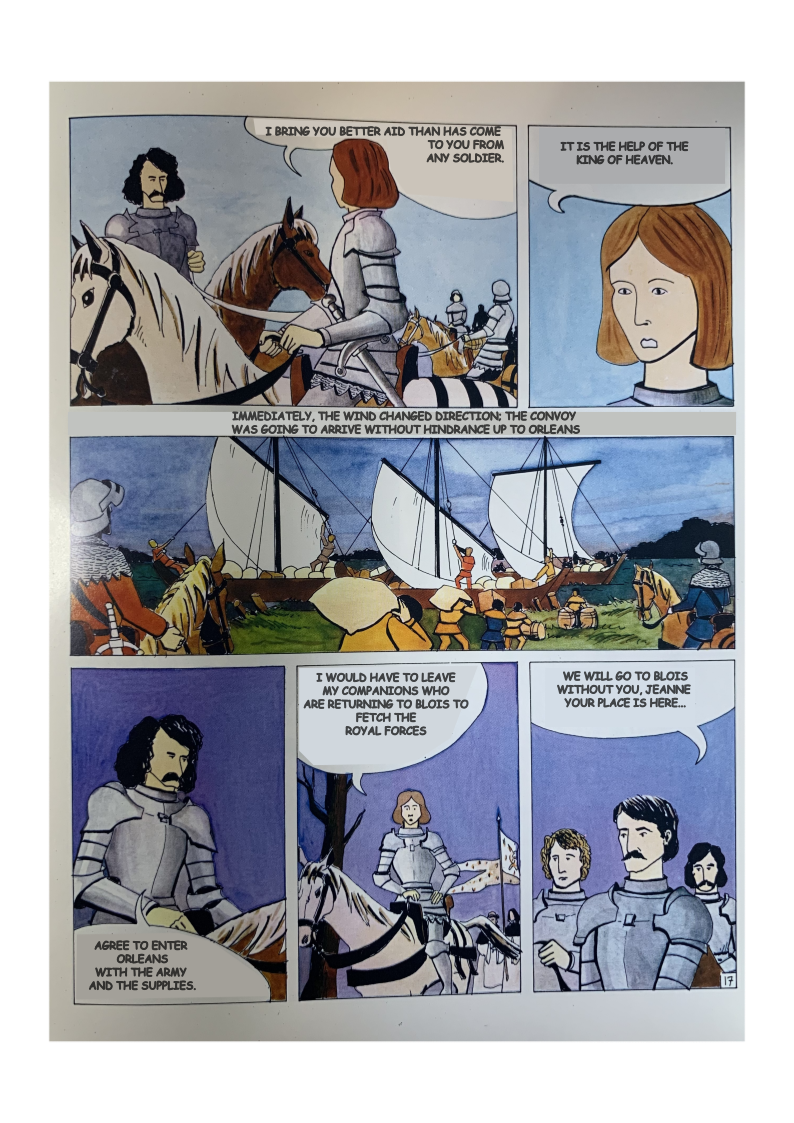 I BRING YOU BETTER AID THAN HAS COME
TO YOU FROM
ANY SOLDIER.
IT IS THE HELP OF THE
KING OF HEAVEN.
IMMEDIATELY, THE WIND CHANGED DIRECTION; THE CONVOY
WAS GOING TO ARRIVE WITHOUT HINDRANCE UP TO ORLEANS
AGREE TO ENTER
ORLEANS
WITH THE ARMY
AND THE SUPPLIES.
I WOULD HAVE TO LEAVE
MY COMPANIONS WHO
ARE RETURNING TO BLOIS TO
FETCH THE
ROYAL FORCES
WE WILL GO TO BLOIS
WITHOUT YOU, JEANNE
YOUR PLACE IS HERE...
17